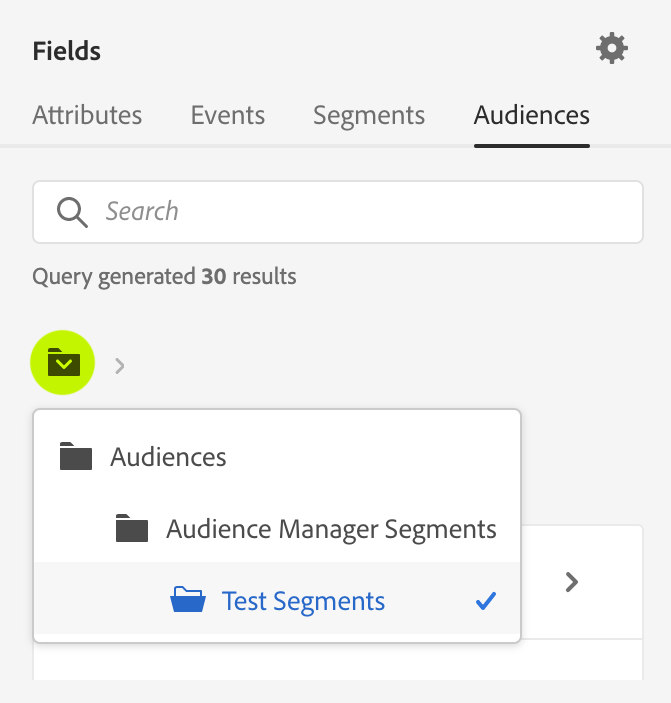 Fields
Attributes Events Segments Audiences
Search
Query generated 30 results
Audiences
Audience Manager Segments
Test Segments